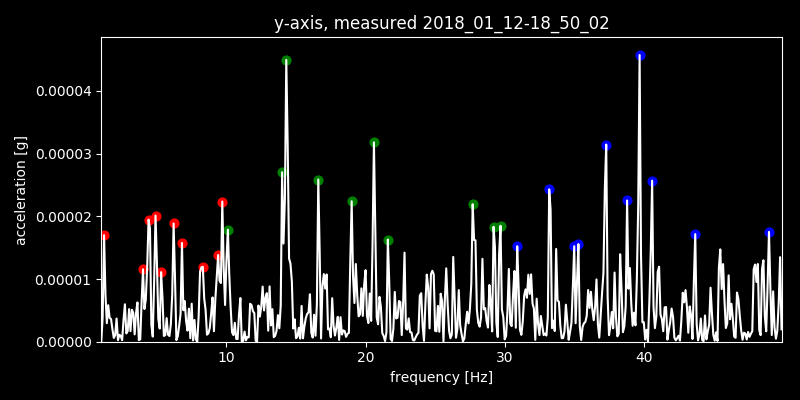 y-axis, measured 2018_01_12-18_50_02
0.00004
0.00003
0.00002
0.00001
0.00000
acceleration [g]
10 20 30 40
frequency [Hz]